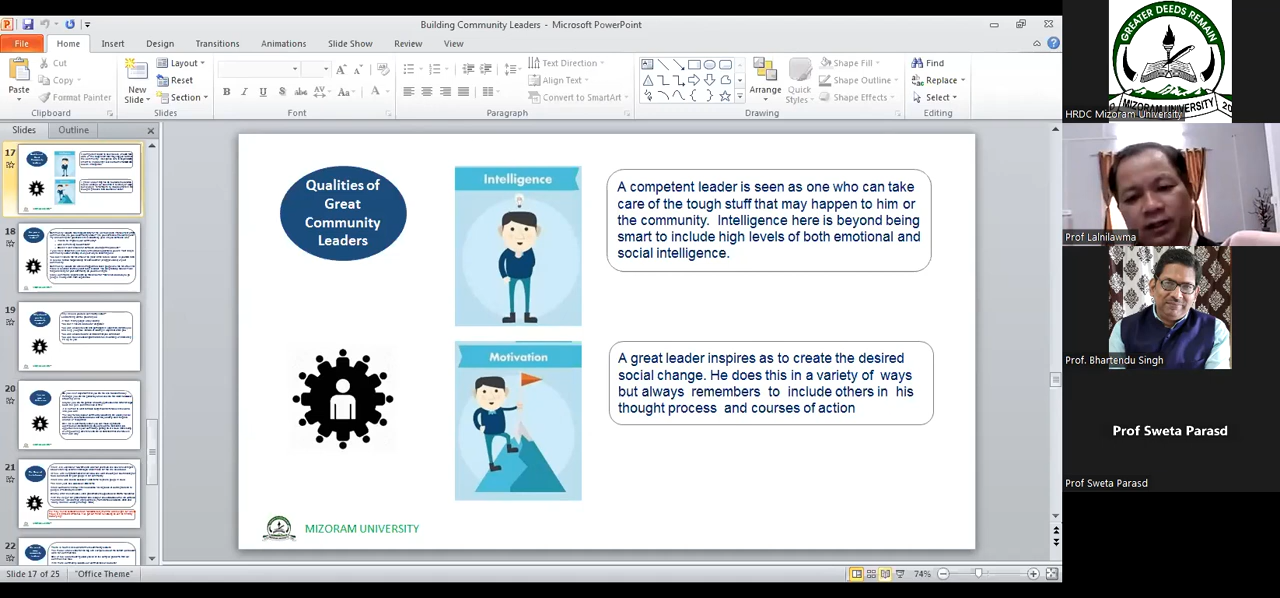 Building Community Leaders - Microsoft PowerPoint
File Home Insert Design Transitions Animations Slide Show Review View
Cut
Copy
Format Painter
Paste
Clipboard
New Slide
Layout
Reset
Section
Slides
Font
Text Direction
Align Text
Convert to SmartArt
Paragraph
Arrange
Quick Styles
Shape Fill
Shape Outline
Shape Effects
Drawing
Find
Replace
Select
Editing
Slides Outline
17
18
19
20
21
22
Qualities of
Great
Community
Leaders
Intelligence
A competent leader is seen as one who can take
care of the tough stuff that may happen to him or
the community. Intelligence here is beyond being
smart to include high levels of both emotional and
social intelligence.
Motivation
A great leader inspires as to create the desired
social change. He does this in a variety of ways
but always remembers to include others in his
thought process and courses of action
MIZORAM UNIVERSITY
Slide 17 of 25 "Office Theme" 74%
GREATER DEEDS REMAIN
MIZORAM UNIVERSITY
HRDC Mizoram University
Prof Lalnilawma
Prof. Bhartendu Singh
Prof Sweta Parasd
Prof Sweta Parasd